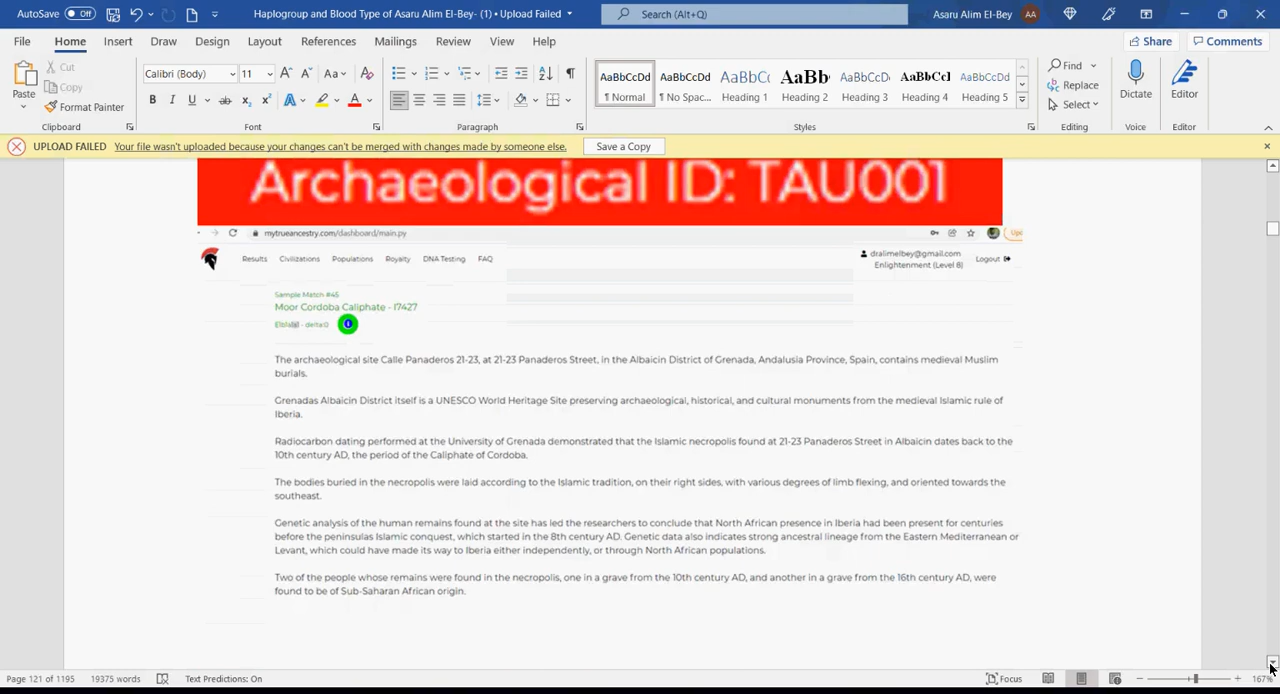 AutoSave Off Haplogroup and Blood Type of Asaru Alim El-Bey- (1) • Upload Failed Search (Alt+Q) Asaru Alim El-Bey AA
File Home Insert Draw Design Layout References Mailings Review View Help Share Comments
Paste Cut Copy Format Painter Clipboard
Calibri (Body) 11 Font
Paragraph
AaBbCcDd ¶ Normal AaBbCcDd ¶ No Spac... AaBbCc Heading 1 AaBb Heading 2 AaBbCcDd Heading 3 AaBbCcl Heading 4 AaBbCcDd Heading 5 Styles
Find Replace Select Editing
Dictate Voice
Editor Editor
UPLOAD FAILED Your file wasn't uploaded because your changes can't be merged with changes made by someone else. Save a Copy
Archaeological ID: TAU001
mytrueancestry.com/dashboard/main.py
Results Civilizations Populations Royalty DNA Testing FAQ dralimelbey@gmail.com Logout
Enlightenment (Level 8)
Sample Match #45
Moor Cordoba Caliphate - I7427
delta:0
The archaeological site Calle Panaderos 21-23, at 21-23 Panaderos Street, in the Albaicin District of Grenada, Andalusia Province, Spain, contains medieval Muslim
burials.
Grenadas Albaicin District itself is a UNESCO World Heritage Site preserving archaeological, historical, and cultural monuments from the medieval Islamic rule of
Iberia.
Radiocarbon dating performed at the University of Grenada demonstrated that the Islamic necropolis found at 21-23 Panaderos Street in Albaicin dates back to the
10th century AD, the period of the Caliphate of Cordoba.
The bodies buried in the necropolis were laid according to the Islamic tradition, on their right sides, with various degrees of limb flexing, and oriented towards the
southeast.
Genetic analysis of the human remains found at the site has led the researchers to conclude that North African presence in Iberia had been present for centuries
before the peninsulas Islamic conquest, which started in the 8th century AD. Genetic data also indicates strong ancestral lineage from the Eastern Mediterranean or
Levant, which could have made its way to Iberia either independently, or through North African populations.
Two of the people whose remains were found in the necropolis, one in a grave from the 10th century AD, and another in a grave from the 16th century AD, were
found to be of Sub-Saharan African origin.
Page 121 of 1195 19375 words Text Predictions: On Focus 167%